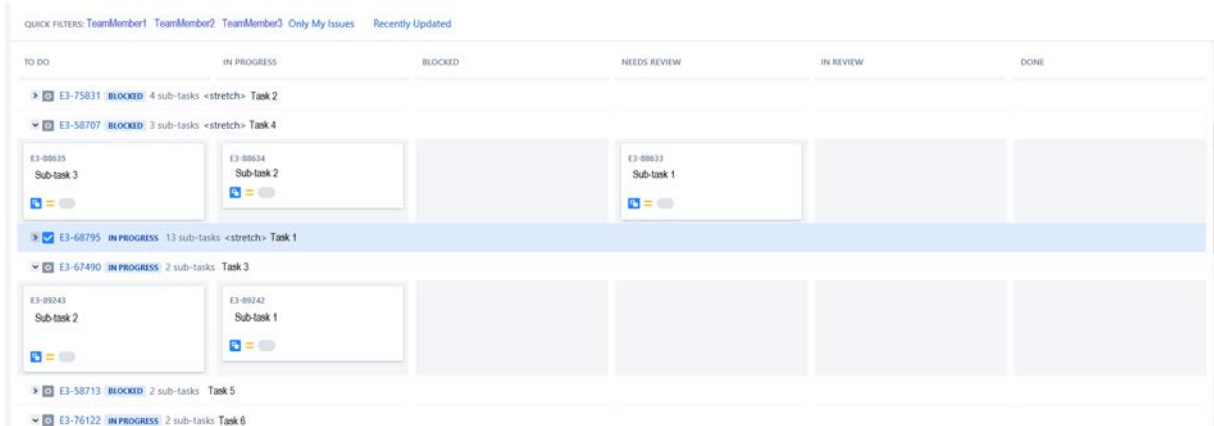 QUICK FILTERS: TeamMember1 TeamMember2 TeamMember3 Only My Issues Recently Updated
TO DO IN PROGRESS BLOCKED NEEDS REVIEW IN REVIEW DONE
E3-75831 BLOCKED 4 sub-tasks <stretch> Task 2
E3-58707 BLOCKED 3 sub-tasks <stretch> Task 4
E3-88635 E3-88634 E3-88633
Sub-task 3 Sub-task 2 Sub-task 1
E3-68795 IN PROGRESS 13 sub-tasks <stretch> Task 1
E3-67490 IN PROGRESS 2 sub-tasks Task 3
E3-89243 E3-89242
Sub-task 2 Sub-task 1
E3-58713 BLOCKED 2 sub-tasks Task 5
E3-76122 IN PROGRESS 2 sub-tasks Task 6